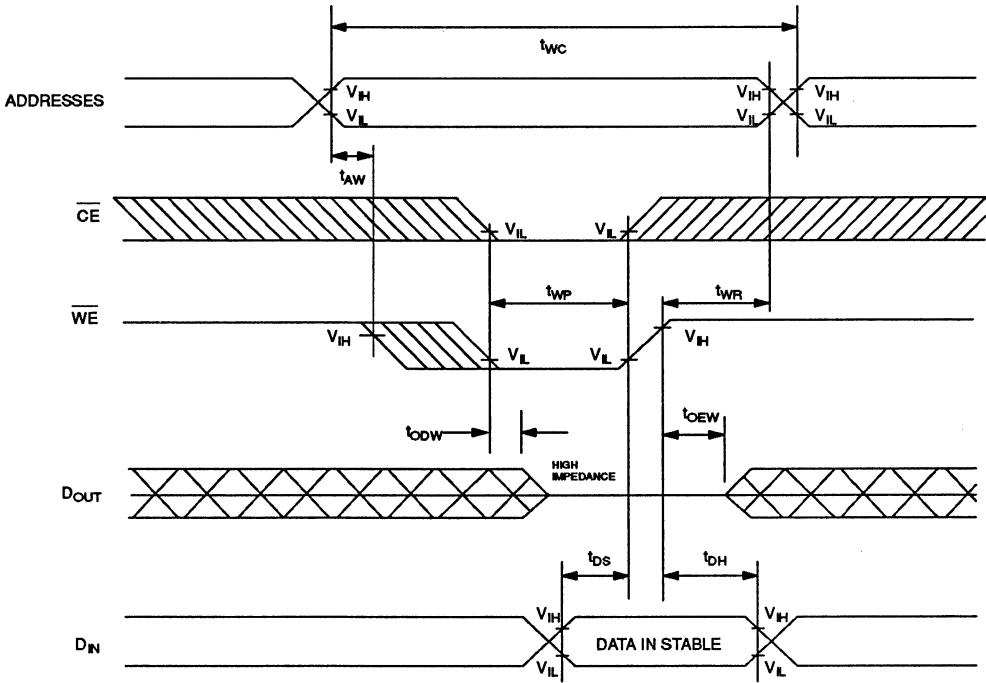 tWC
ADDRESSES
VIH VIH VIH
VIL VIL VIL
tAW
CE
VIL VIL
tWP tWR
WE
VIH VIH
VIL VIL
tODW tOEW
HIGH
IMPEDANCE
DOUT
tDS tDH
VIH VIH
DIN DATA IN STABLE
VIL VIL